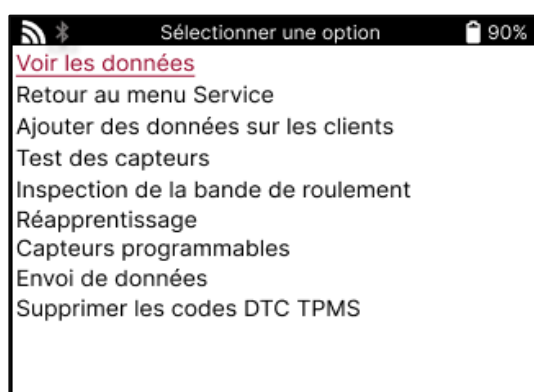 Sélectionner une option 90%
Voir les données
Retour au menu Service
Ajouter des données sur les clients
Test des capteurs
Inspection de la bande de roulement
Réapprentissage
Capteurs programmables
Envoi de données
Supprimer les codes DTC TPMS